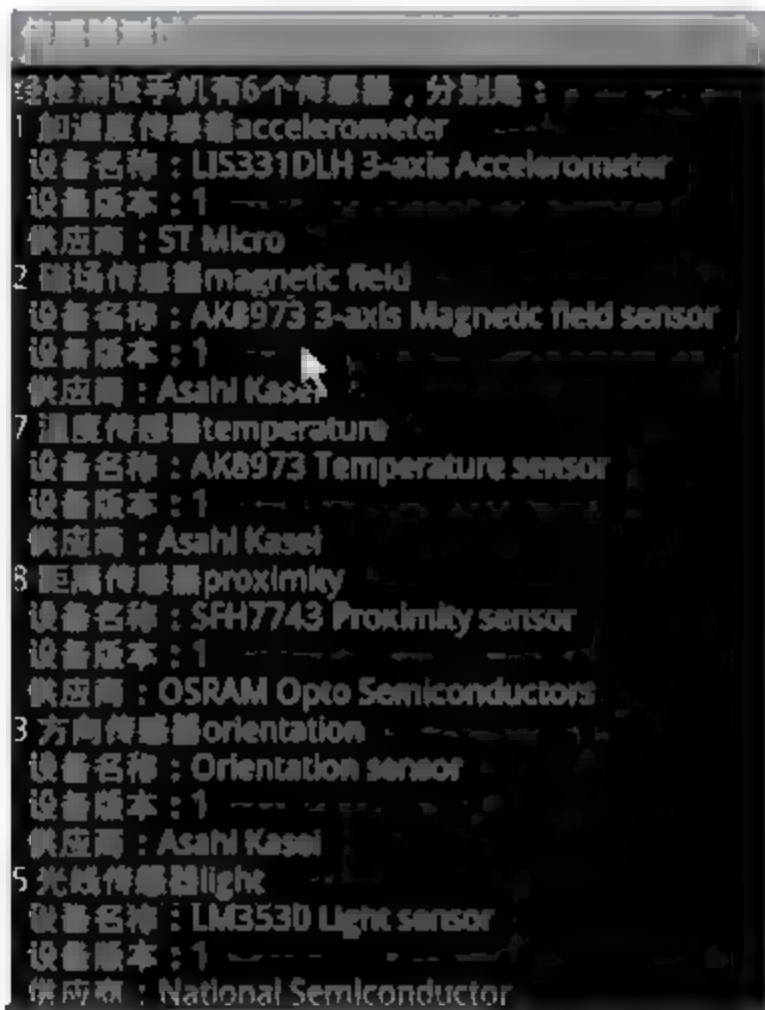 经检测该手机有6个传感器，分别是：
1 加速度传感器accelerometer
设备名称：LIS331DLH 3-axis Accelerometer
设备版本：1
供应商：ST Micro
2 磁场传感器magnetic field
设备名称：AK8973 3-axis Magnetic field sensor
设备版本：1
供应商：Asahi Kasei
7 温度传感器temperature
设备名称：AK8973 Temperature sensor
设备版本：1
供应商：Asahi Kasei
8 距离传感器proximity
设备名称：SFH7743 Proximity sensor
设备版本：1
供应商：OSRAM Opto Semiconductors
3 方向传感器orientation
设备名称：Orientation sensor
设备版本：1
供应商：Asahi Kasei
5 光线传感器light
设备名称：LM3530 Light sensor
设备版本：1
供应商：National Semiconductor